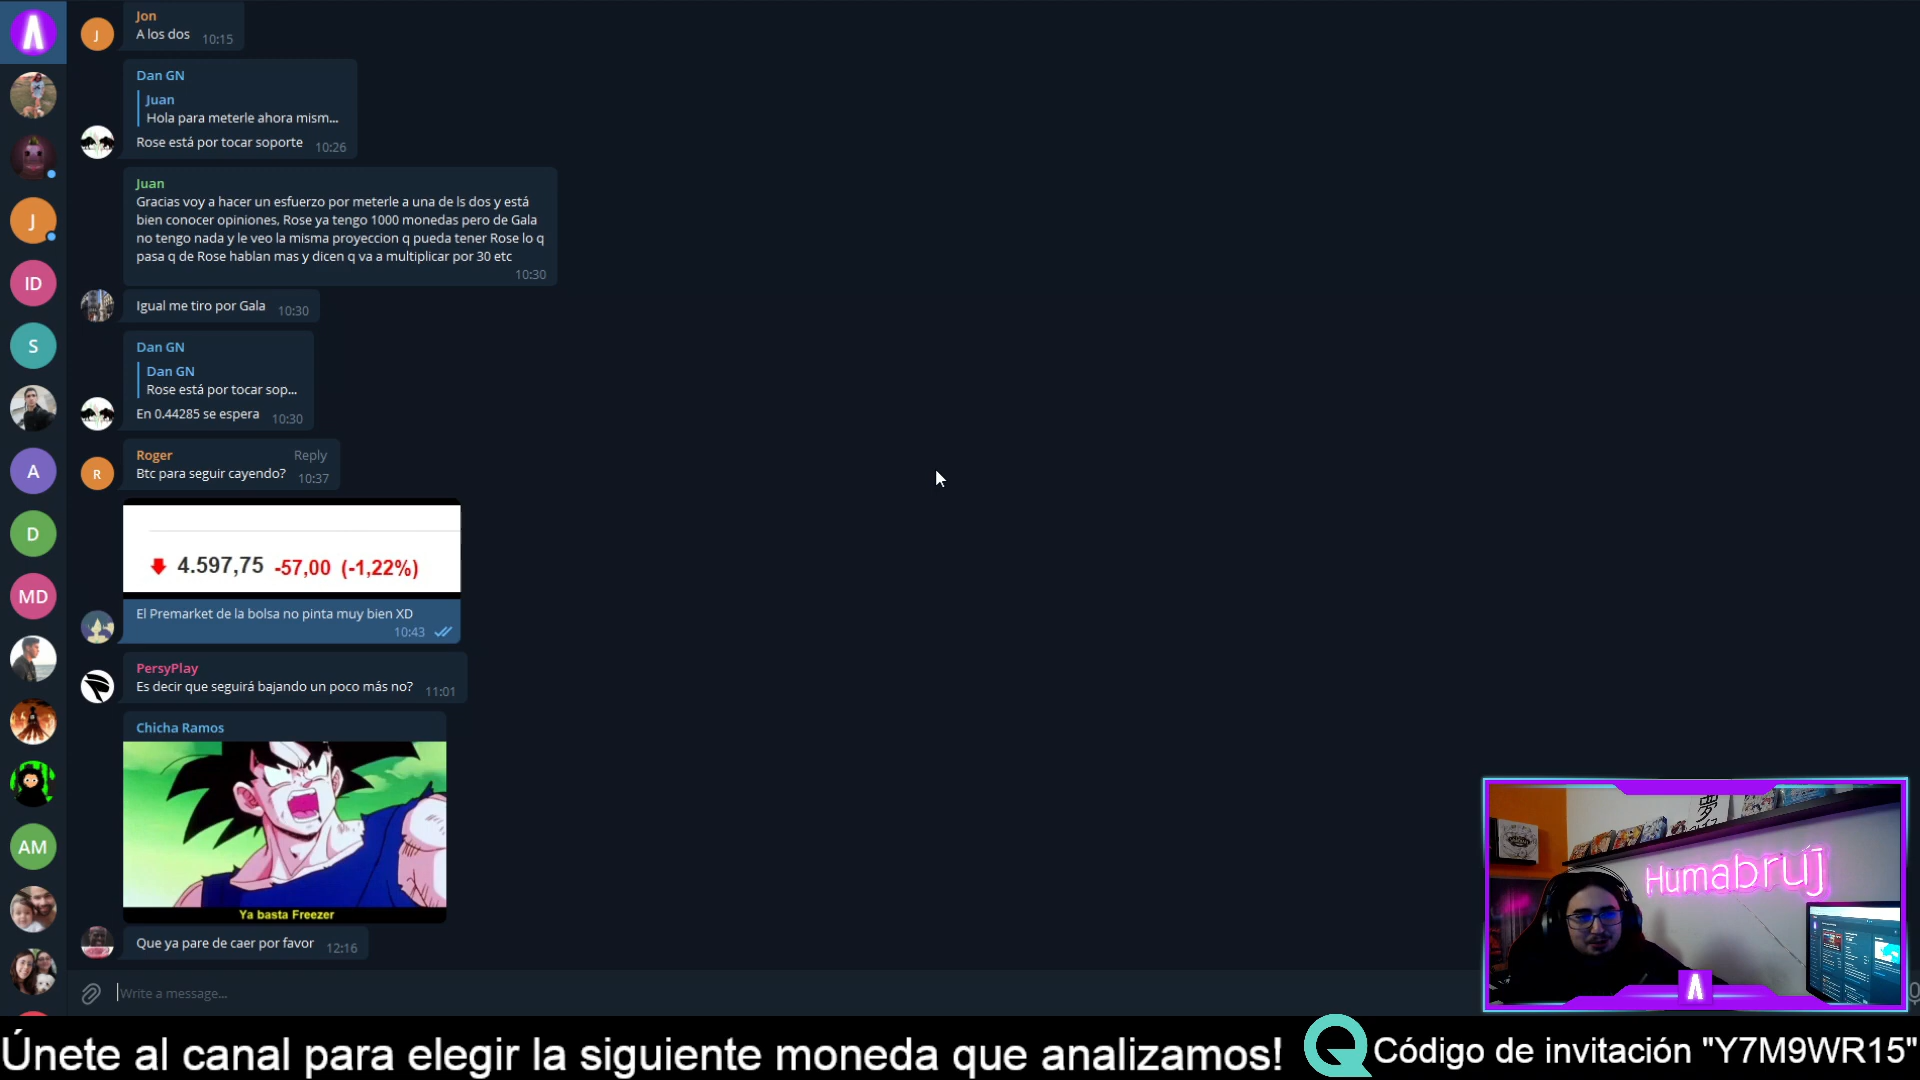 Jon
A los dos 10:15
Dan GN
Juan
Hola para meterle ahora mism...
Rose está por tocar soporte 10:26
Juan
Gracias voy a hacer un esfuerzo por meterle a una de ls dos y está
bien conocer opiniones, Rose ya tengo 1000 monedas pero de Gala
no tengo nada y le veo la misma proyeccion q pueda tener Rose lo q
pasa q de Rose hablan mas y dicen q va a multiplicar por 30 etc
10:30
Igual me tiro por Gala 10:30
Dan GN
Dan GN
Rose está por tocar sop...
En 0.44285 se espera 10:30
Roger Reply
Btc para seguir cayendo? 10:37
4.597,75 -57,00 (-1,22%)
El Premarket de la bolsa no pinta muy bien XD
10:43
PersyPlay
Es decir que seguirá bajando un poco más no? 11:01
Chicha Ramos
Ya basta Freezer
Que ya pare de caer por favor 12:16
Write a message...
J
ID
S
A
D
MD
AM
J
R
Humabruj
夢
Únete al canal para elegir la siguiente moneda que analizamos! Código de invitación "Y7M9WR15"